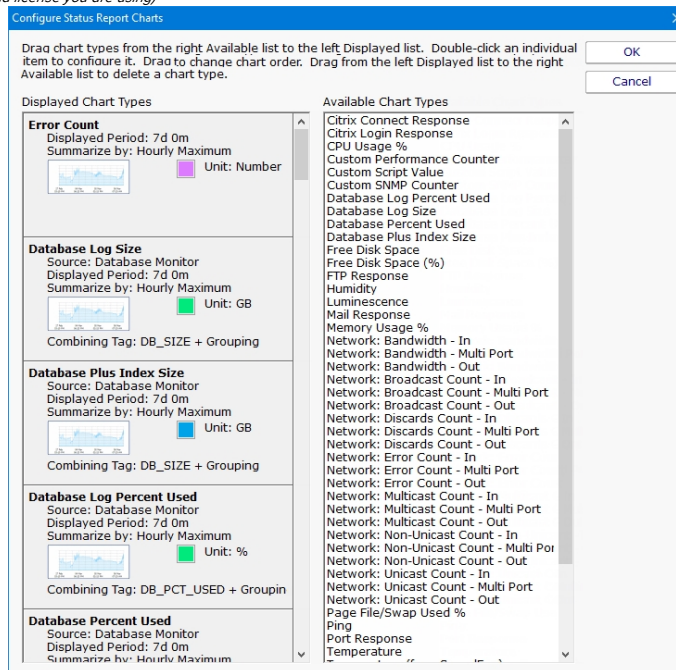 d license you are using)
Configure Status Report Charts
Drag chart types from the right Available list to the left Displayed list. Double-click an individual
item to configure it. Drag to change chart order. Drag from the left Displayed list to the right
Available list to delete a chart type.
OK
Cancel
Displayed Chart Types
Error Count
Displayed Period: 7d 0m
Summarize by: Hourly Maximum
Unit: Number
Database Log Size
Source: Database Monitor
Displayed Period: 7d 0m
Summarize by: Hourly Maximum
Unit: GB
Combining Tag: DB_SIZE + Grouping
Database Plus Index Size
Source: Database Monitor
Displayed Period: 7d 0m
Summarize by: Hourly Maximum
Unit: GB
Combining Tag: DB_SIZE + Grouping
Database Log Percent Used
Source: Database Monitor
Displayed Period: 7d 0m
Summarize by: Hourly Maximum
Unit: %
Combining Tag: DB_PCT_USED + Groupin
Database Percent Used
Source: Database Monitor
Displayed Period: 7d 0m
Summarize by: Hourly Maximum
Available Chart Types
Citrix Connect Response
Citrix Login Response
CPU Usage %
Custom Performance Counter
Custom Script Value
Custom SNMP Counter
Database Log Percent Used
Database Log Size
Database Percent Used
Database Plus Index Size
Free Disk Space
Free Disk Space (%)
FTP Response
Humidity
Luminescence
Mail Response
Memory Usage %
Network: Bandwidth - In
Network: Bandwidth - Multi Port
Network: Bandwidth - Out
Network: Broadcast Count - In
Network: Broadcast Count - Multi Port
Network: Broadcast Count - Out
Network: Discards Count - In
Network: Discards Count - Multi Port
Network: Discards Count - Out
Network: Error Count - In
Network: Error Count - Multi Port
Network: Error Count - Out
Network: Multicast Count - In
Network: Multicast Count - Multi Port
Network: Multicast Count - Out
Network: Non-Unicast Count - In
Network: Non-Unicast Count - Multi Por
Network: Non-Unicast Count - Out
Network: Unicast Count - In
Network: Unicast Count - Multi Port
Network: Unicast Count - Out
Page File/Swap Used %
Ping
Port Response
Temperature